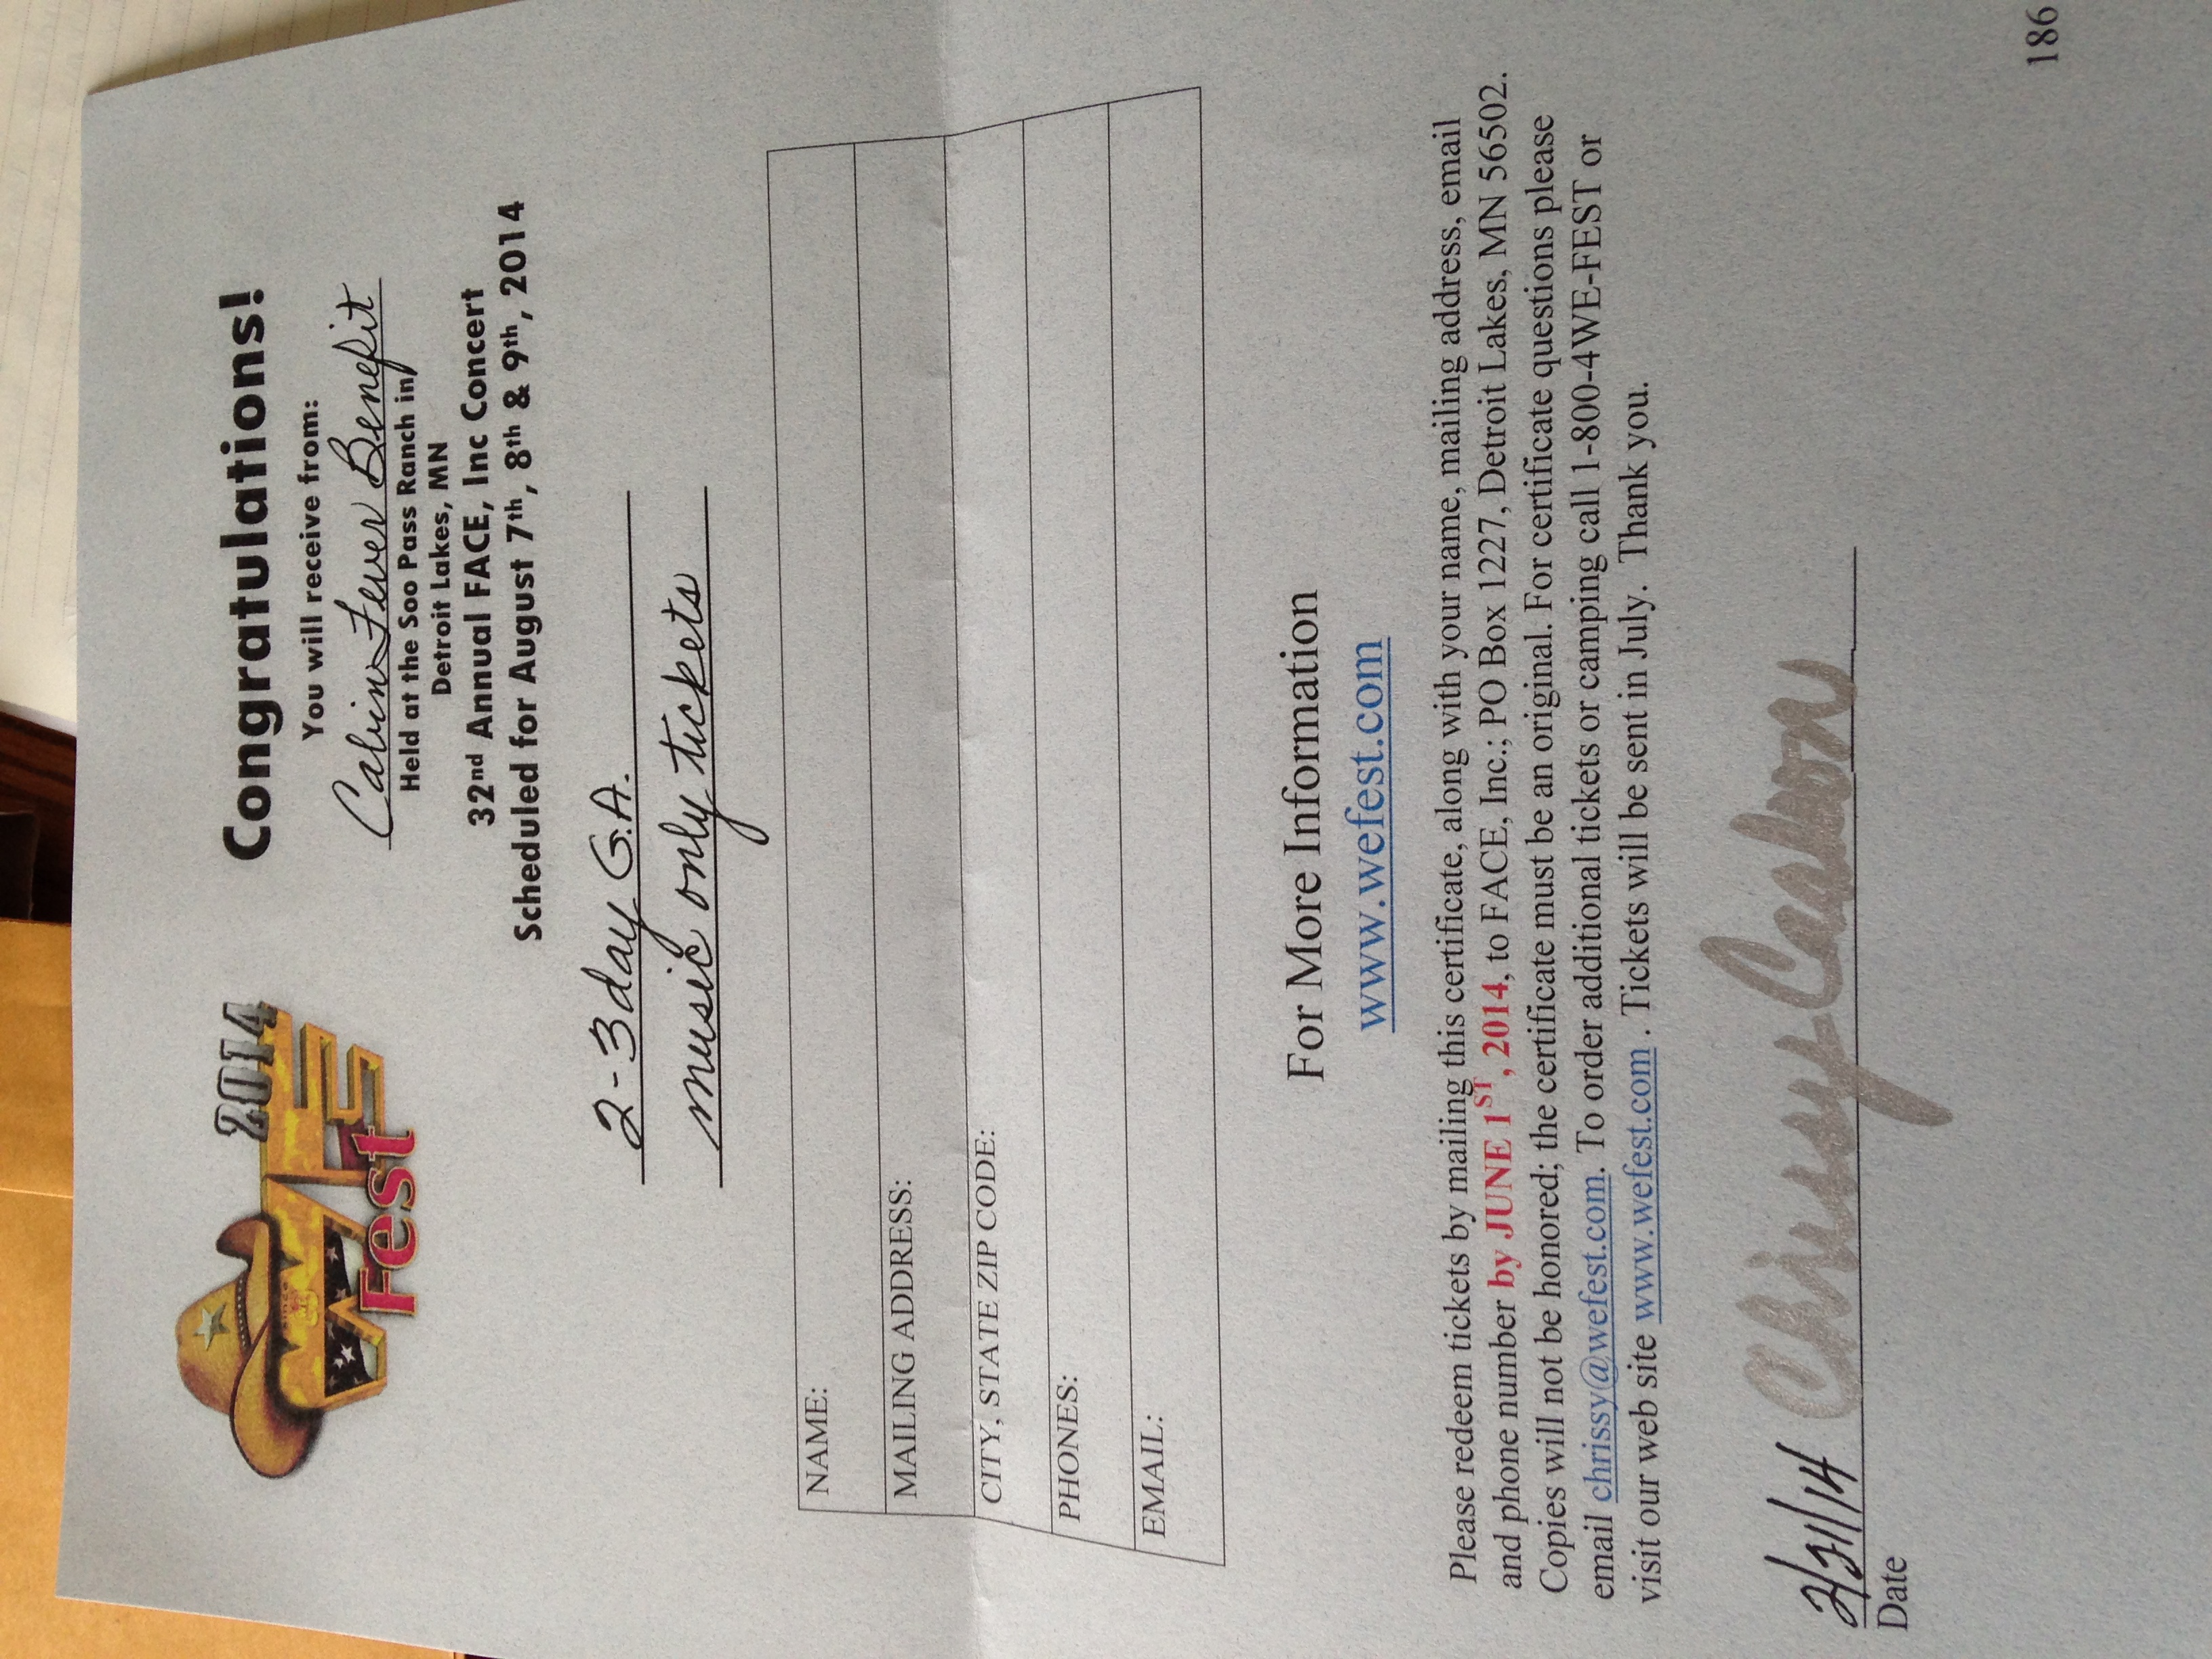 2014
since
WE
Fest
Congratulations!
You will receive from:
Cabin Fever Benefit
Held at the Soo Pass Ranch in
Detroit Lakes, MN
32nd Annual FACE, Inc Concert
Scheduled for August 7th, 8th & 9th, 2014
2-3day G.A.
music only tickets
NAME:
MAILING ADDRESS:
CITY, STATE ZIP CODE:
PHONES:
EMAIL:
For More Information
www.wefest.com
Please redeem tickets by mailing this certificate, along with your name, mailing address, email
and phone number by JUNE 1ST, 2014, to FACE, Inc.; PO Box 1227, Detroit Lakes, MN 56502.
Copies will not be honored; the certificate must be an original. For certificate questions please
email chrissy@wefest.com. To order additional tickets or camping call 1-800-4WE-FEST or
visit our web site www.wefest.com . Tickets will be sent in July. Thank you.
2/21/14 Chrissy
Date
186